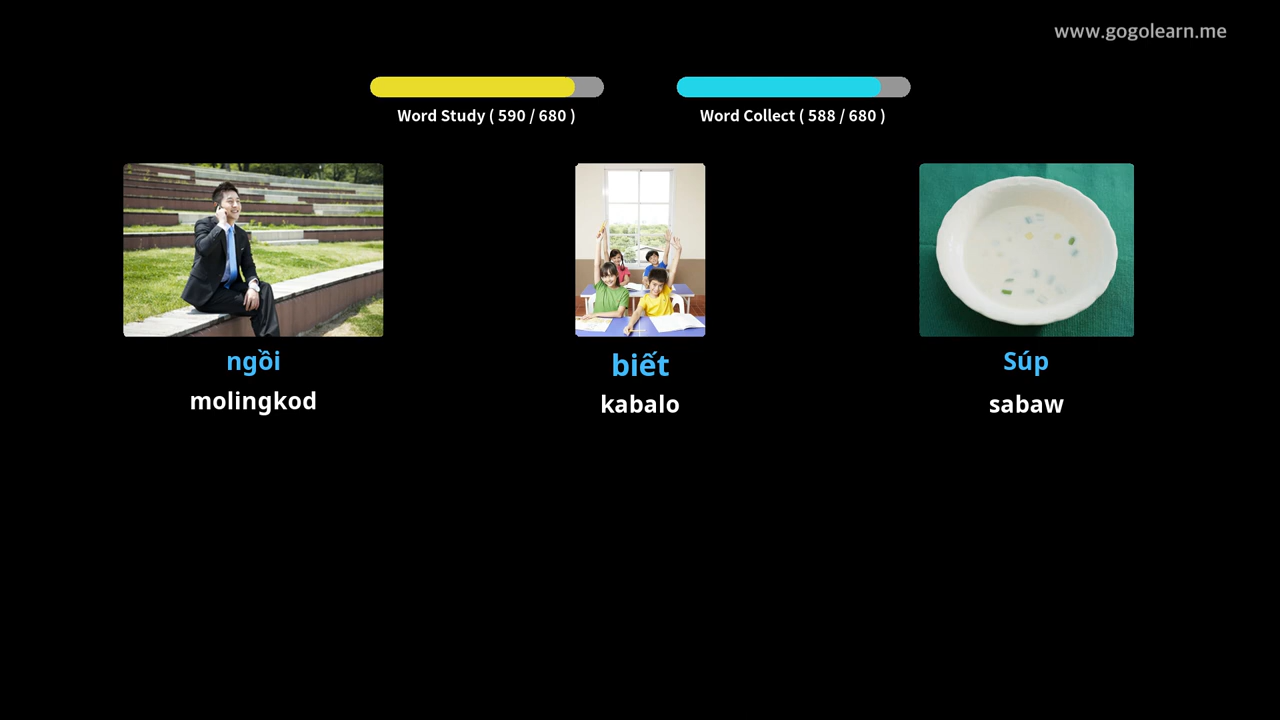 www.gogolearn.me
Word Study ( 590 / 680 )
Word Collect ( 588 / 680 )
ngồi
molingkod
biết
kabalo
Súp
sabaw